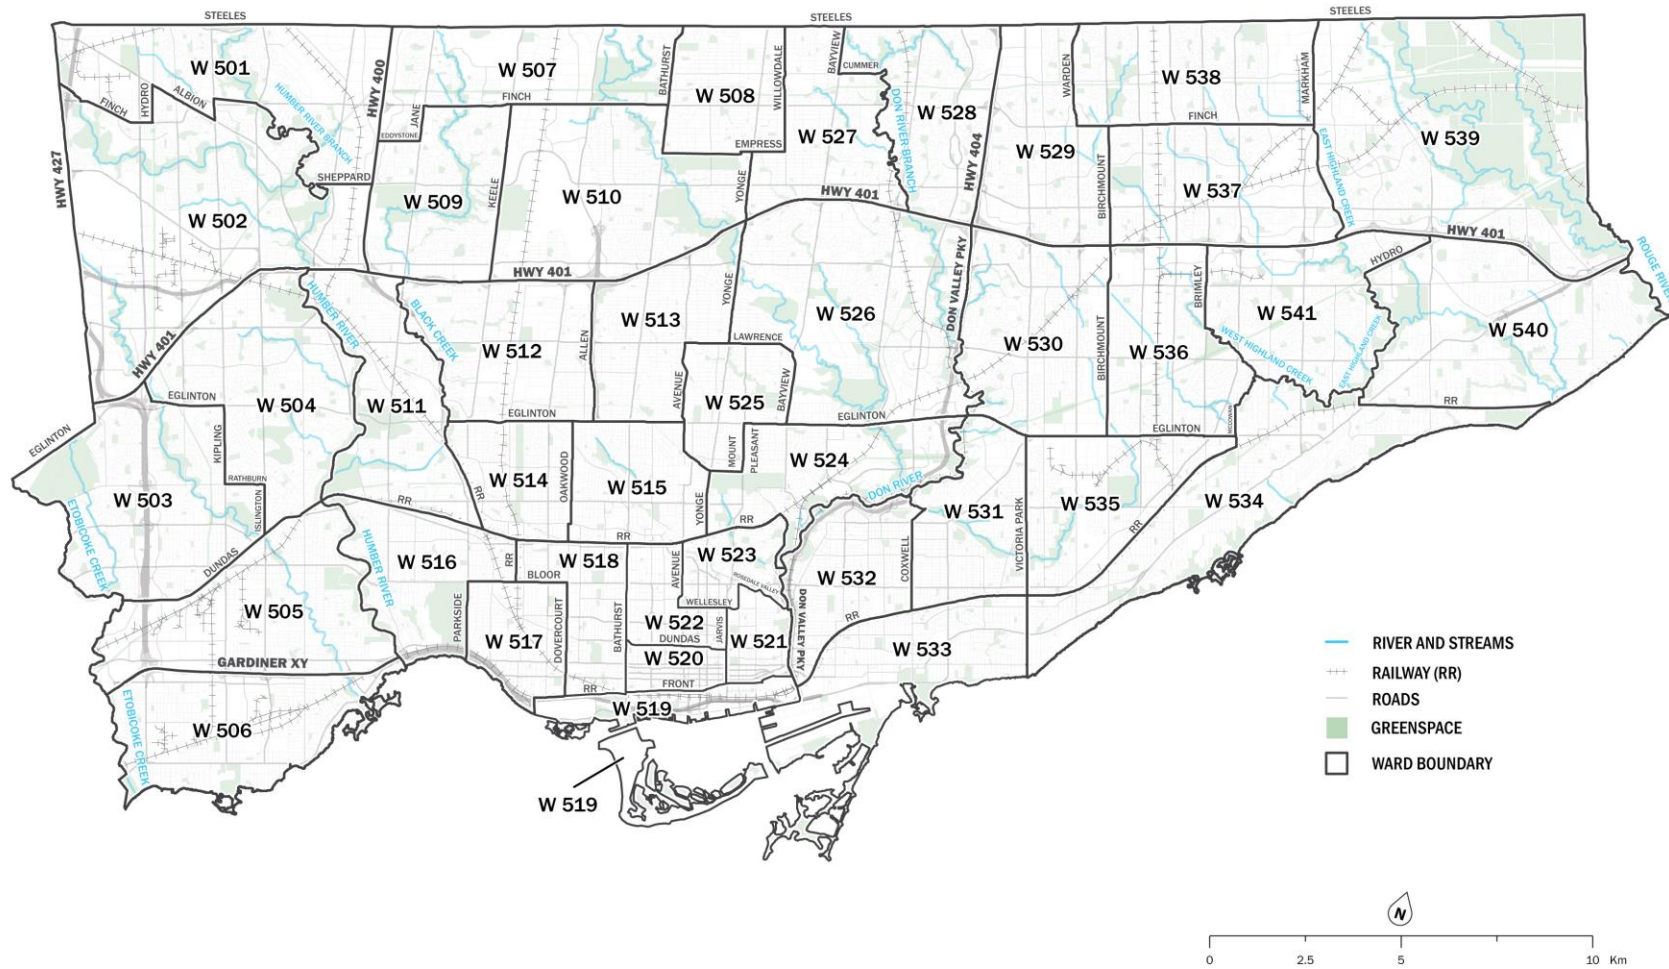 STEELES
STEELES
STEELES
W 501
W 507
W 508
W 528
W 538
W 539
HWY 400
BATHURST
WILLOWDALE
BAYVIEW
CUMMER
WARDEN
MARKHAM
FINCH
HYDRO
ALBION
HUMBER RIVER BRANCH
JANE
EDDYSTONE
FINCH
EMPRESS
W 527
DON RIVER BRANCH
HWY 404
FINCH
EAST HIGHLAND CREEK
HWY 427
SHEPPARD
W 502
W 509
KEELE
W 510
YONGE
HWY 401
W 529
BIRCHMOUNT
W 537
HWY 401
HYDRO
ROUGE RIVER
HWY 401
HWY 401
HUMBER RIVER
BLACK CREEK
W 512
ALLEN
W 513
YONGE
LAWRENCE
W 526
DON VALLEY PKY
W 530
BIRCHMOUNT
W 536
BRIMLEY
W 541
WEST HIGHLAND CREEK
EAST HIGHLAND CREEK
W 540
RR
EGLINTON
W 504
W 511
EGLINTON
AVENUE
W 525
BAYVIEW
EGLINTON
EGLINTON
MCCOWAN
EGLINTON
KIPLING
RATHBURN
ISLINGTON
W 503
ETOBICOKE CREEK
DUNDAS
RR
RR
W 514
OAKWOOD
W 515
MOUNT
PLEASANT
W 524
DON RIVER
YONGE
RR
RR
W 531
VICTORIA PARK
W 535
RR
W 534
HUMBER RIVER
W 516
RR
BLOOR
W 518
AVENUE
W 523
ROSEDALE VALLEY
W 532
COXWELL
RR
W 505
PARKSIDE
W 517
DOVERCOURT
BATHURST
WELLESLEY
W 522
DUNDAS
JARVIS
W 521
DON VALLEY PKY
W 520
W 533
GARDINER XY
RR
FRONT
W 519
ETOBICOKE CREEK
W 506
W 519
RIVER AND STREAMS
RAILWAY (RR)
ROADS
GREENSPACE
WARD BOUNDARY
N
0 2.5 5 10 Km